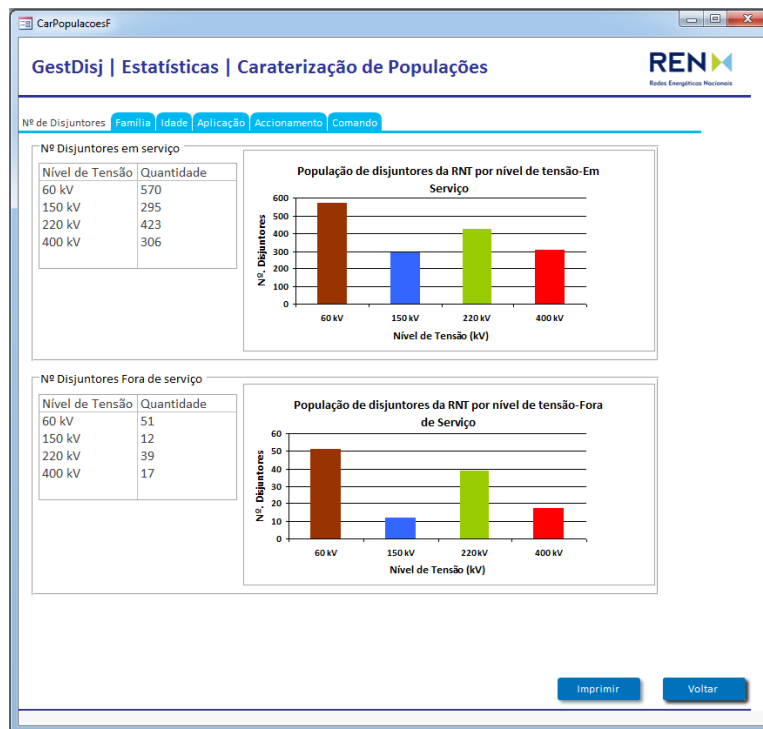 CarPopulacoesF
GestDisj | Estatísticas | Caraterização de Populações
REN
Redes Energéticas Nacionais
Nº de Disjuntores Família Idade Aplicação Accionamento Comando
Nº Disjuntores em serviço
Nível de Tensão Quantidade
60 kV 570
150 kV 295
220 kV 423
400 kV 306
População de disjuntores da RNT por nível de tensão-Em
Serviço
Nº. Disjuntores
600
500
400
300
200
100
0
60 kV 150 kV 220 kV 400 kV
Nível de Tensão (kV)
Nº Disjuntores Fora de serviço
Nível de Tensão Quantidade
60 kV 51
150 kV 12
220 kV 39
400 kV 17
População de disjuntores da RNT por nível de tensão-Fora
de Serviço
Nº. Disjuntores
60
50
40
30
20
10
0
60 kV 150 kV 220 kV 400 kV
Nível de Tensão (kV)
Imprimir Voltar